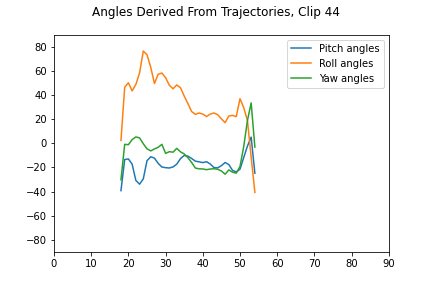 Angles Derived From Trajectories, Clip 44
Pitch angles
Roll angles
Yaw angles
80
60
40
20
0
−20
−40
−60
−80
0 10 20 30 40 50 60 70 80 90